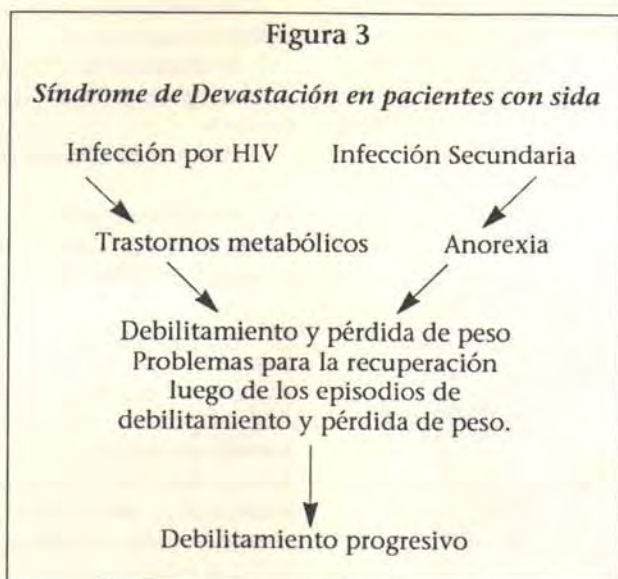 Figura 3
Síndrome de Devastación en pacientes con sida
Infección por HIV Infección Secundaria
Trastornos metabólicos Anorexia
Debilitamiento y pérdida de peso
Problemas para la recuperación
luego de los episodios de
debilitamiento y pérdida de peso.
Debilitamiento progresivo